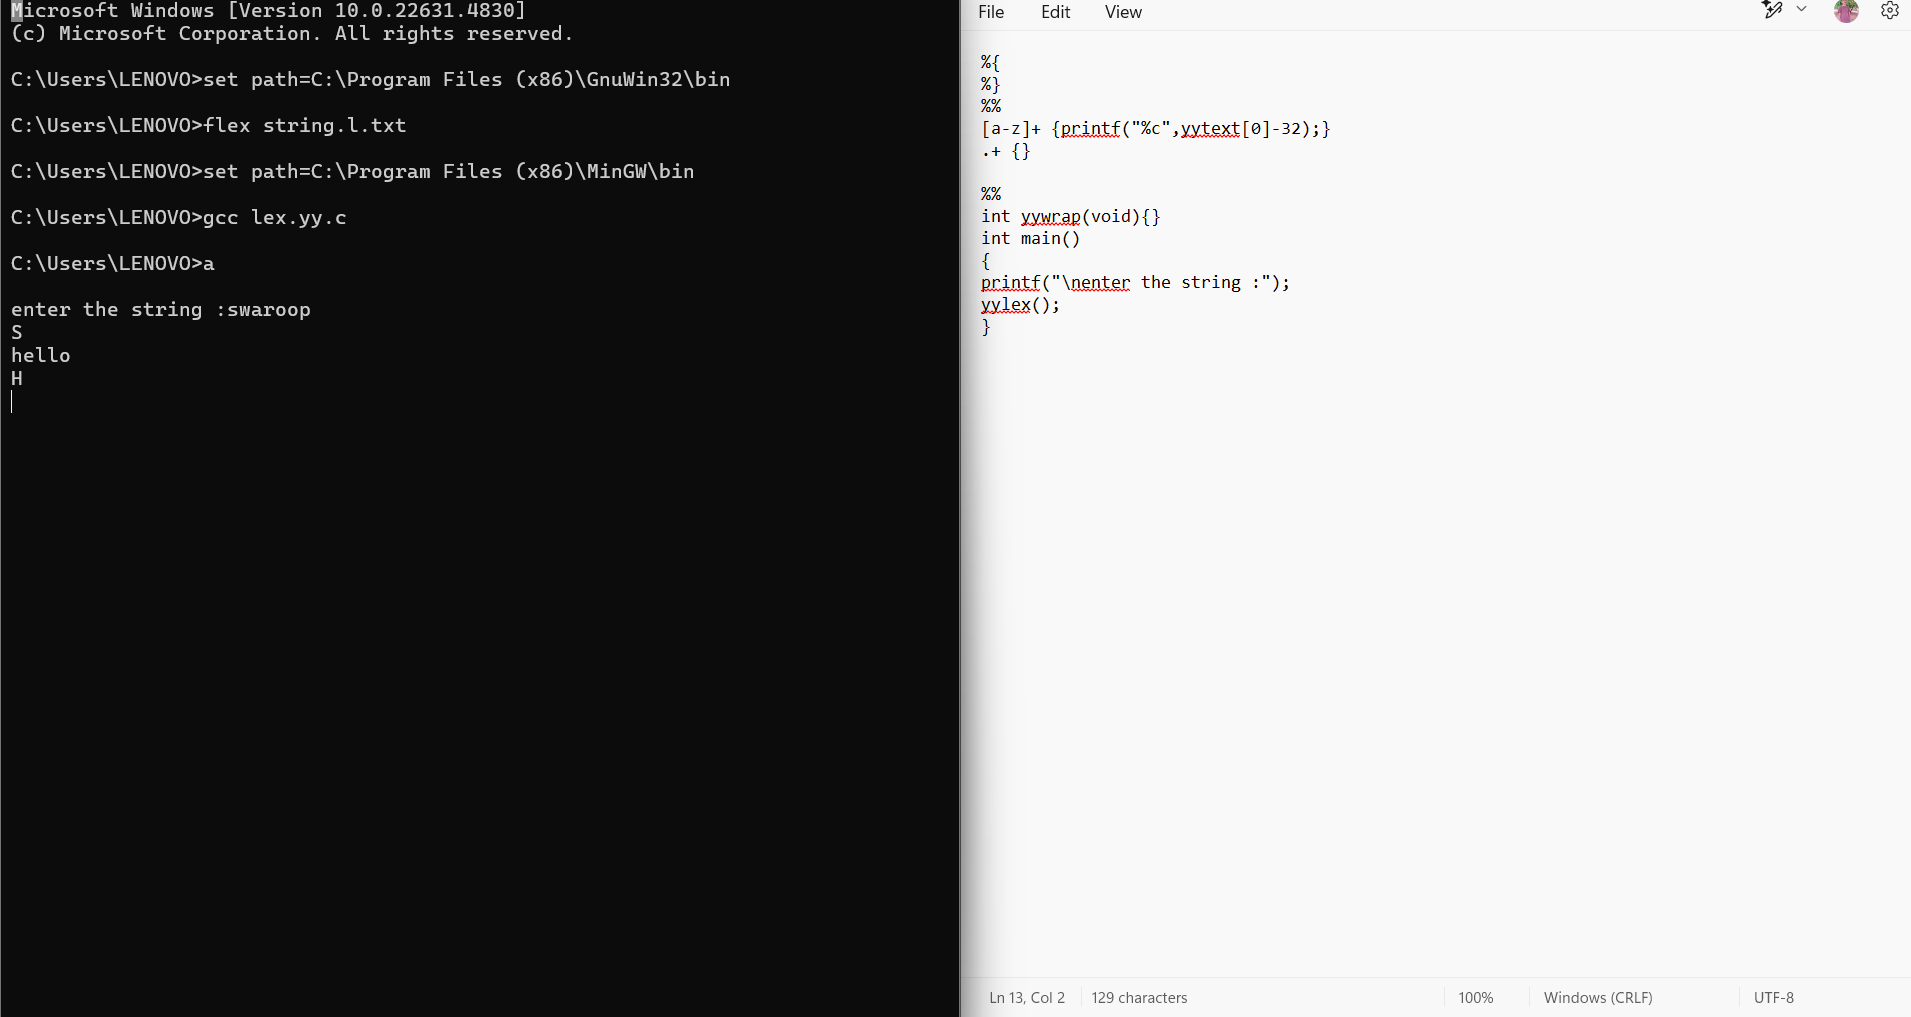 Microsoft Windows [Version 10.0.22631.4830]
(c) Microsoft Corporation. All rights reserved.
C:\Users\LENOVO>set path=C:\Program Files (x86)\GnuWin32\bin
C:\Users\LENOVO>flex string.l.txt
C:\Users\LENOVO>set path=C:\Program Files (x86)\MinGW\bin
C:\Users\LENOVO>gcc lex.yy.c
C:\Users\LENOVO>a
enter the string :swaroop
S
hello
H
File Edit View
%{
%}
%%
[a-z]+ {printf("%c",yytext[0]-32);}
.+ {}
%%
int yywrap(void){}
int main()
{
printf("\nenter the string :");
yylex();
}
Ln 13, Col 2 129 characters 100% Windows (CRLF) UTF-8